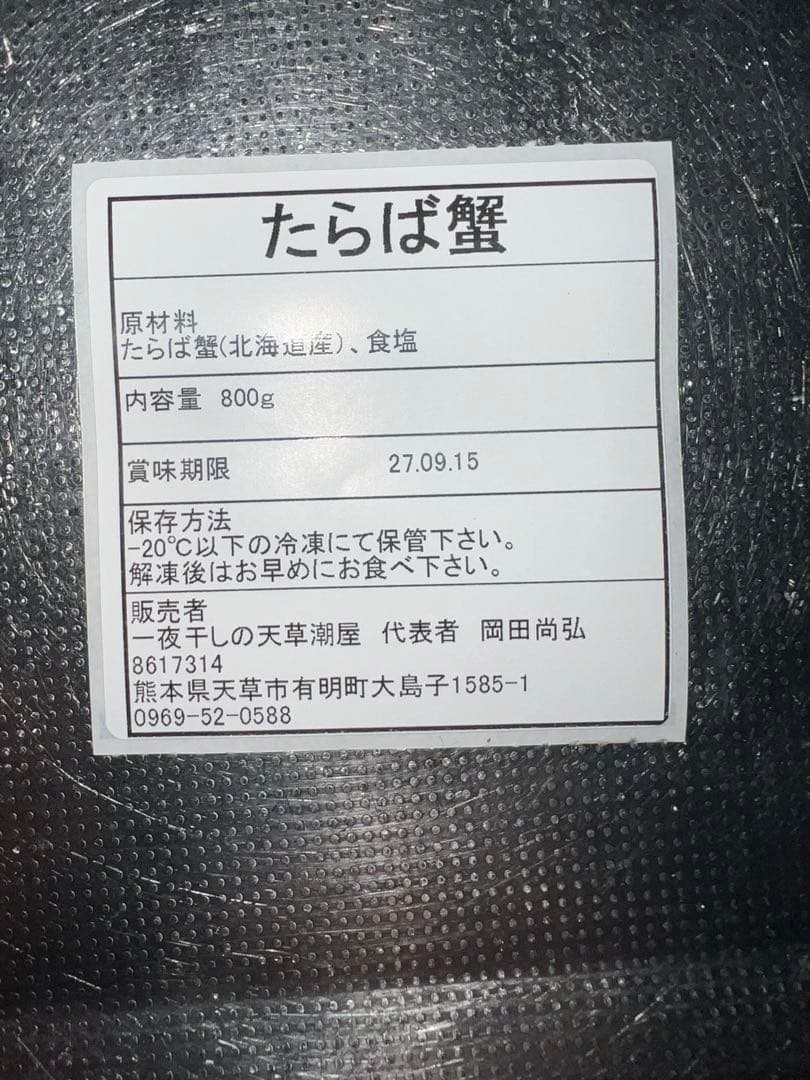 たらば蟹
原材料
たらば蟹(北海道産)、食塩
内容量 800g
賞味期限 27.09.15
保存方法
-20℃以下の冷凍にて保管下さい。
解凍後はお早めにお食べ下さい。
販売者
一夜干しの天草潮屋 代表者 岡田尚弘
8617314
熊本県天草市有明町大島子1585-1
0969-52-0588